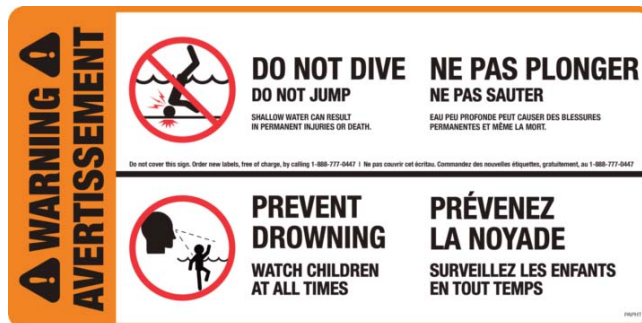 WARNING
AVERTISSEMENT
DO NOT DIVE
DO NOT JUMP
SHALLOW WATER CAN RESULT
IN PERMANENT INJURIES OR DEATH.
NE PAS PLONGER
NE PAS SAUTER
EAU PEU PROFONDE PEUT CAUSER DES BLESSURES
PERMANENTES ET MÊME LA MORT.
Do not cover this sign. Order new labels, free of charge, by calling 1-888-777-0447 | Ne pas couvrir cet écritau. Commandez des nouvelles étiquettes, gratuitement, au 1-888-777-0447
PREVENT
DROWNING
WATCH CHILDREN
AT ALL TIMES
PRÉVENEZ
LA NOYADE
SURVEILLEZ LES ENFANTS
EN TOUT TEMPS